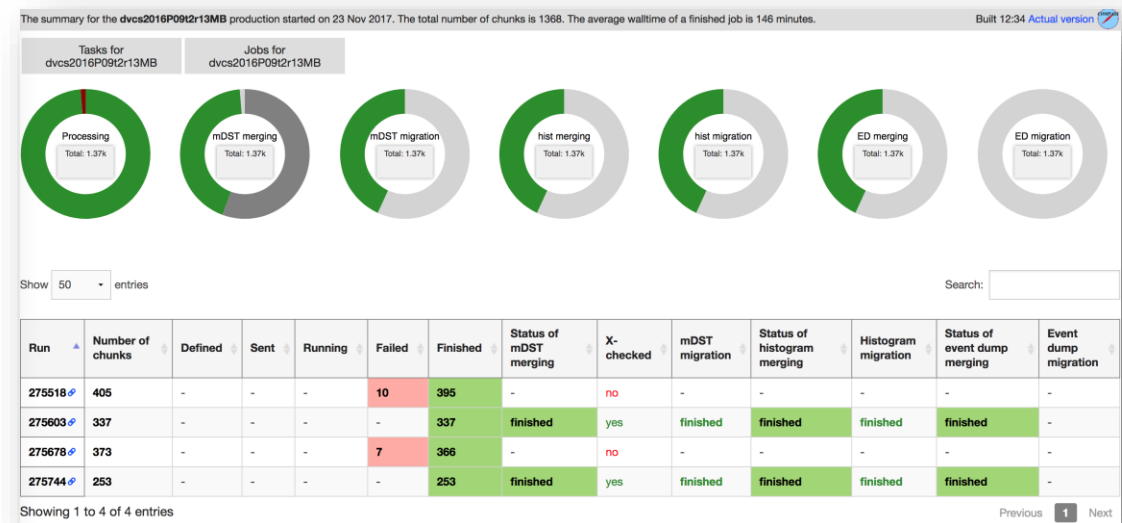 The summary for the dvcs2016P09t2r13MB production started on 23 Nov 2017. The total number of chunks is 1368. The average walltime of a finished job is 146 minutes. Built 12:34 Actual version
Tasks for
dvcs2016P09t2r13MB
Jobs for
dvcs2016P09t2r13MB
Processing
Total: 1.37k
mDST merging
Total: 1.37k
mDST migration
Total: 1.37k
hist merging
Total: 1.37k
hist migration
Total: 1.37k
ED merging
Total: 1.37k
ED migration
Total: 1.37k
Show 50 entries
Search:
Run
Number of
chunks
Defined
Sent
Running
Failed
Finished
Status of
mDST
merging
X-
checked
mDST
migration
Status of
histogram
merging
Histogram
migration
Status of
event dump
merging
Event
dump
migration
275518 405 - - - 10 395 - no - - - - -
275603 337 - - - - 337 finished yes finished finished finished finished -
275678 373 - - - 7 366 - no - - - - -
275744 253 - - - - 253 finished yes finished finished finished finished -
Showing 1 to 4 of 4 entries
Previous 1 Next